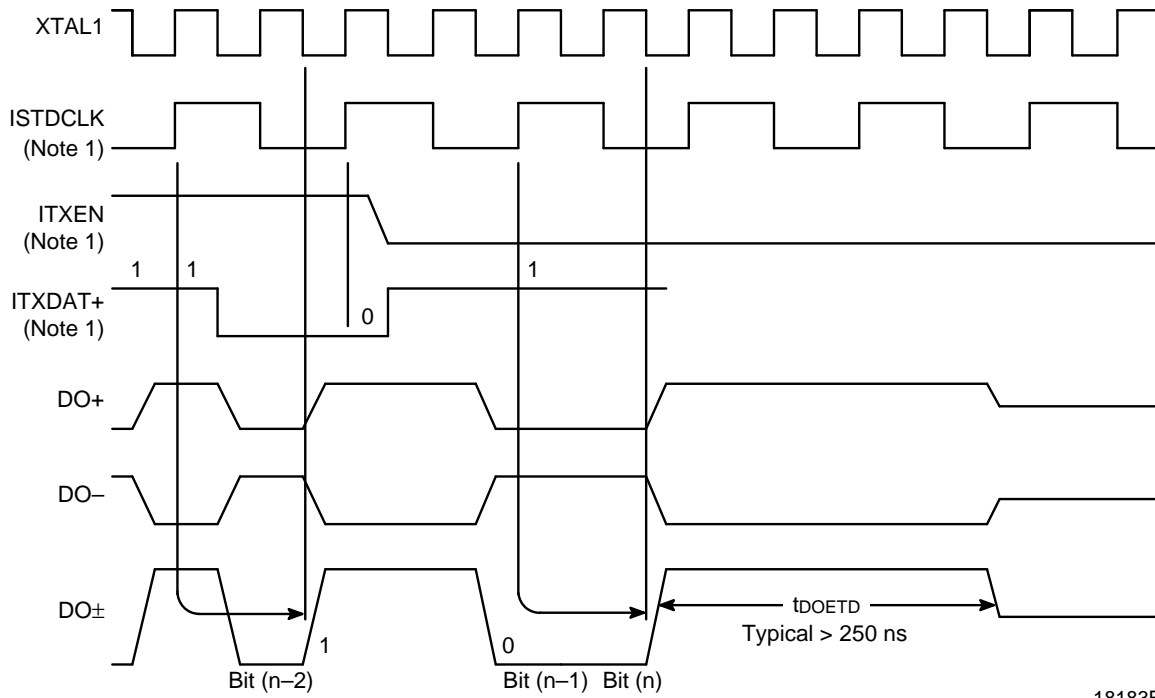 XTAL1
ISTDCLK
(Note 1)
ITXEN
(Note 1)
1 1 1
ITXDAT+
(Note 1)
0
DO+
DO–
DO±
tDOETD
Typical > 250 ns
1 0
Bit (n–2) Bit (n–1) Bit (n)